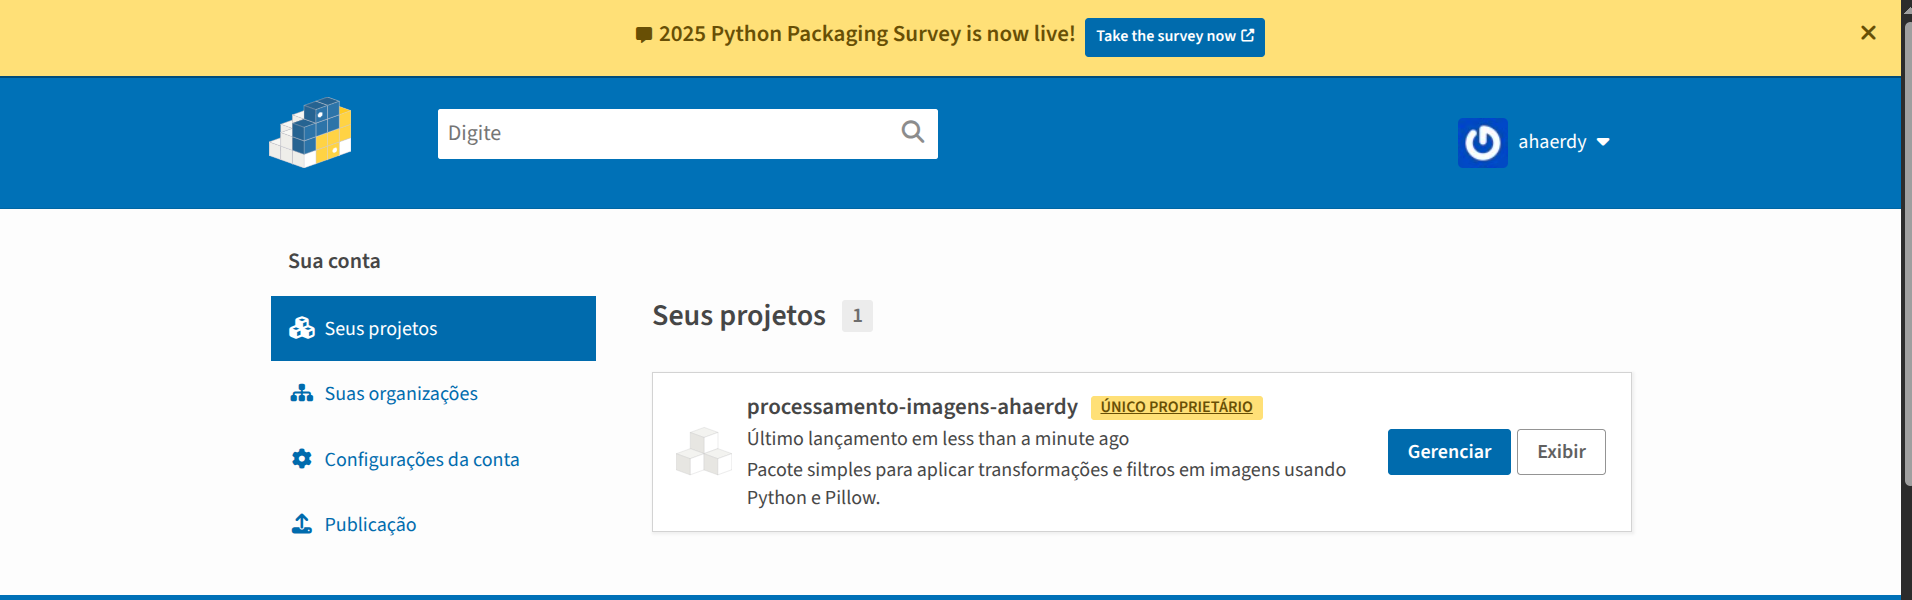 2025 Python Packaging Survey is now live! Take the survey now
Digite
ahaerdy
Sua conta
Seus projetos
Suas organizações
Configurações da conta
Publicação
Seus projetos 1
processamento-imagens-ahaerdy ÚNICO PROPRIETÁRIO
Último lançamento em less than a minute ago
Pacote simples para aplicar transformações e filtros em imagens usando
Python e Pillow.
Gerenciar Exibir